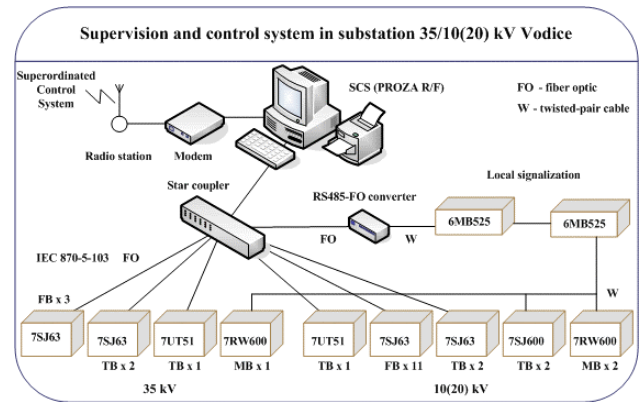 Supervision and control system in substation 35/10(20) kV Vodice
Superordinated
Control
System
SCS (PROZA R/F)
FO - fiber optic
W - twisted-pair cable
Radio station
Modem
Star coupler
RS485-FO converter
Local signalization
6MB525
6MB525
FO
W
IEC 870-5-103 FO
FB x 3
W
7SJ63
7SJ63
7UT51
7RW600
7UT51
7SJ63
7SJ63
7SJ600
7RW600
TB x 2
TB x 1
MB x 1
TB x 1
FB x 11
TB x 2
TB x 2
MB x 2
35 kV
10(20) kV